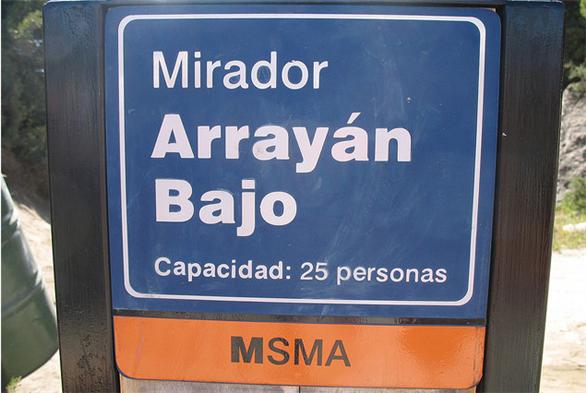 Mirador
Arrayán
Bajo
Capacidad: 25 personas
MSMA